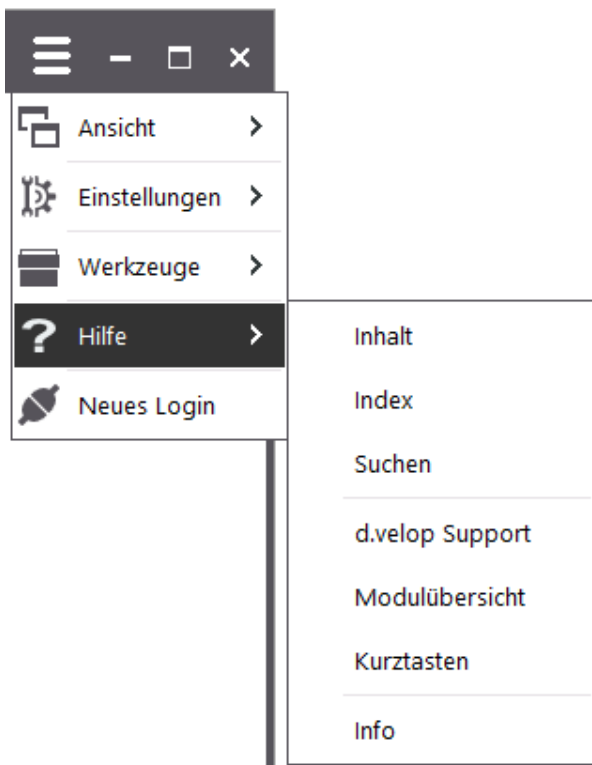 Ansicht
Einstellungen
Werkzeuge
Hilfe
Neues Login
Inhalt
Index
Suchen
d.velop Support
Modulübersicht
Kurztasten
Info